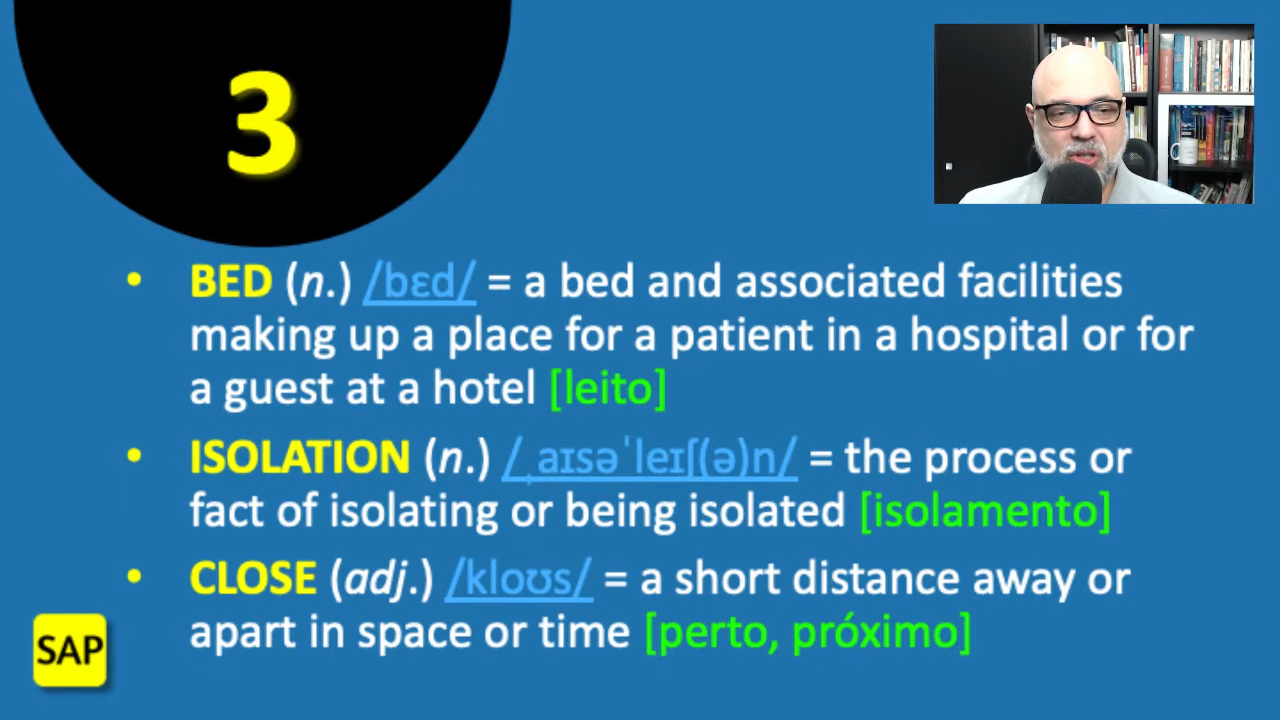 3
• BED (n.) /bɛd/ = a bed and associated facilities
making up a place for a patient in a hospital or for
a guest at a hotel [leito]
• ISOLATION (n.) /ˌaɪsəˈleɪʃ(ə)n/ = the process or
fact of isolating or being isolated [isolamento]
• CLOSE (adj.) /kloʊs/ = a short distance away or
apart in space or time [perto, próximo]
SAP